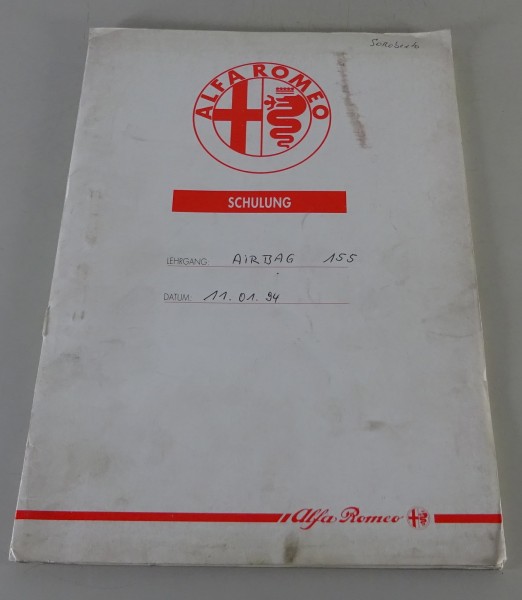 ALFA ROMEO
SCHULUNG
LEHRGANG: AIRBAG 155
DATUM: 11.01.94
Alfa Romeo